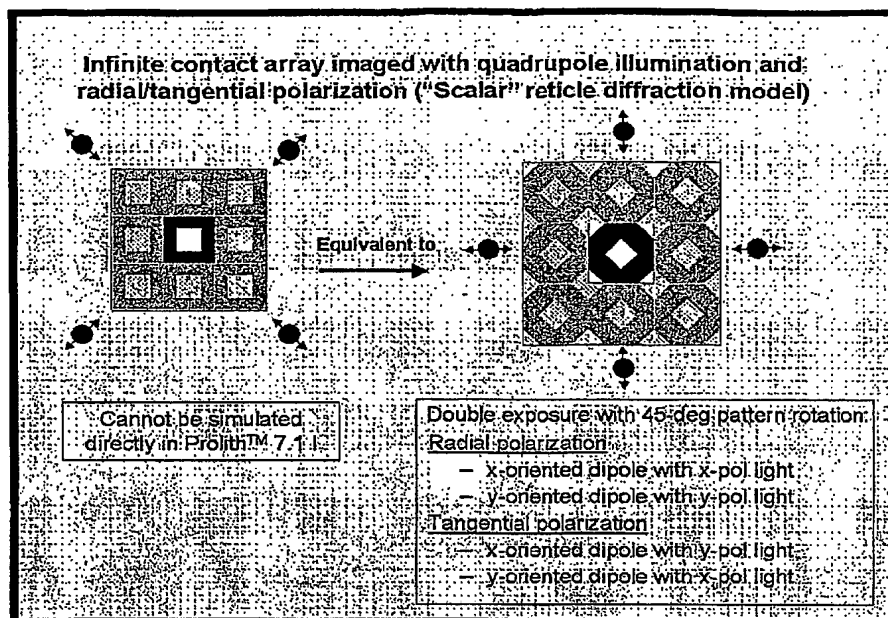 Infinite contact array imaged with quadrupole illumination and
radial/tangential polarization ("Scalar" reticle diffraction model)
Equivalent to
Cannot be simulated
directly in Prolith™ 7.1
Double exposure with 45-deg pattern rotation:
Radial polarization
– x-oriented dipole with x-pol light
– y-oriented dipole with y-pol light
Tangential polarization
– x-oriented dipole with y-pol light
– y-oriented dipole with x-pol light